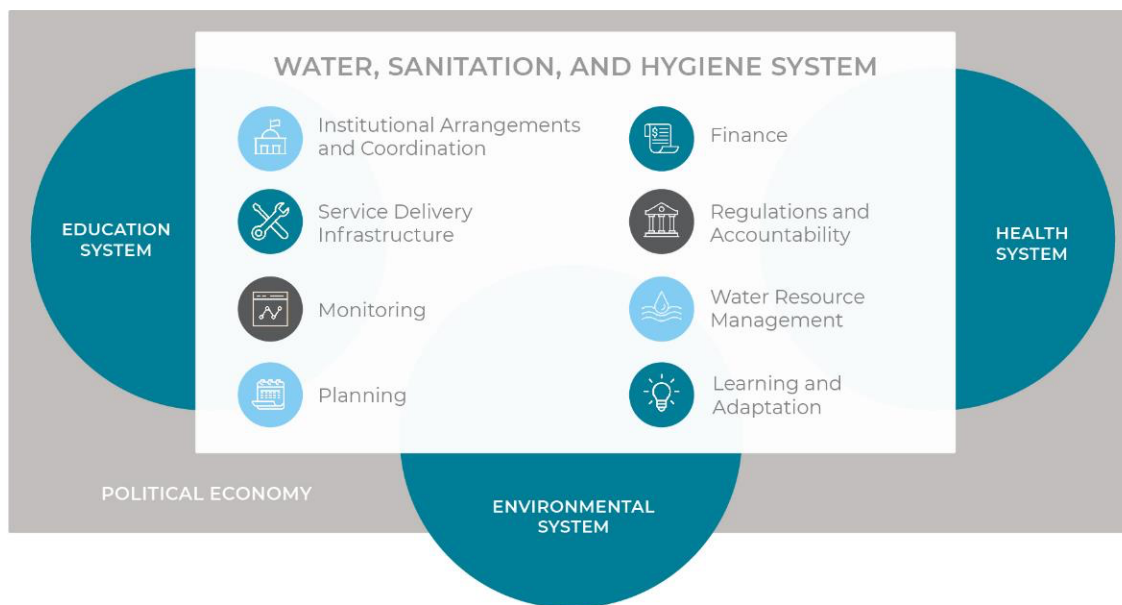 WATER, SANITATION, AND HYGIENE SYSTEM
Institutional Arrangements
and Coordination
Service Delivery
Infrastructure
Monitoring
Planning
Finance
Regulations and
Accountability
Water Resource
Management
Learning and
Adaptation
EDUCATION
SYSTEM
HEALTH
SYSTEM
POLITICAL ECONOMY
ENVIRONMENTAL
SYSTEM